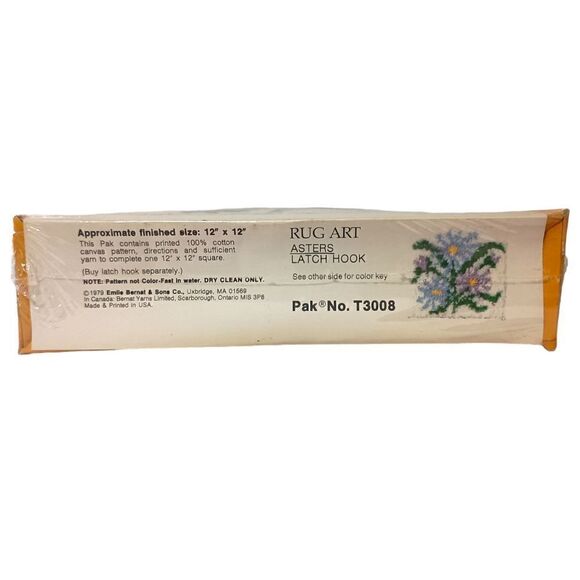 Approximate finished size: 12" x 12"
This Pak contains printed 100% cotton
canvas pattern, directions and sufficient
yarn to complete one 12" x 12" square.
(Buy latch hook separately.)
NOTE: Pattern not Color-Fast in water. DRY CLEAN ONLY.
© 1979 Emile Bernat & Sons Co., Uxbridge, MA 01569
In Canada: Bernat Yarns Limited, Scarborough, Ontario MIS 3P6
Made & Printed in USA.
RUG ART
ASTERS
LATCH HOOK
See other side for color key
Pak® No. T3008